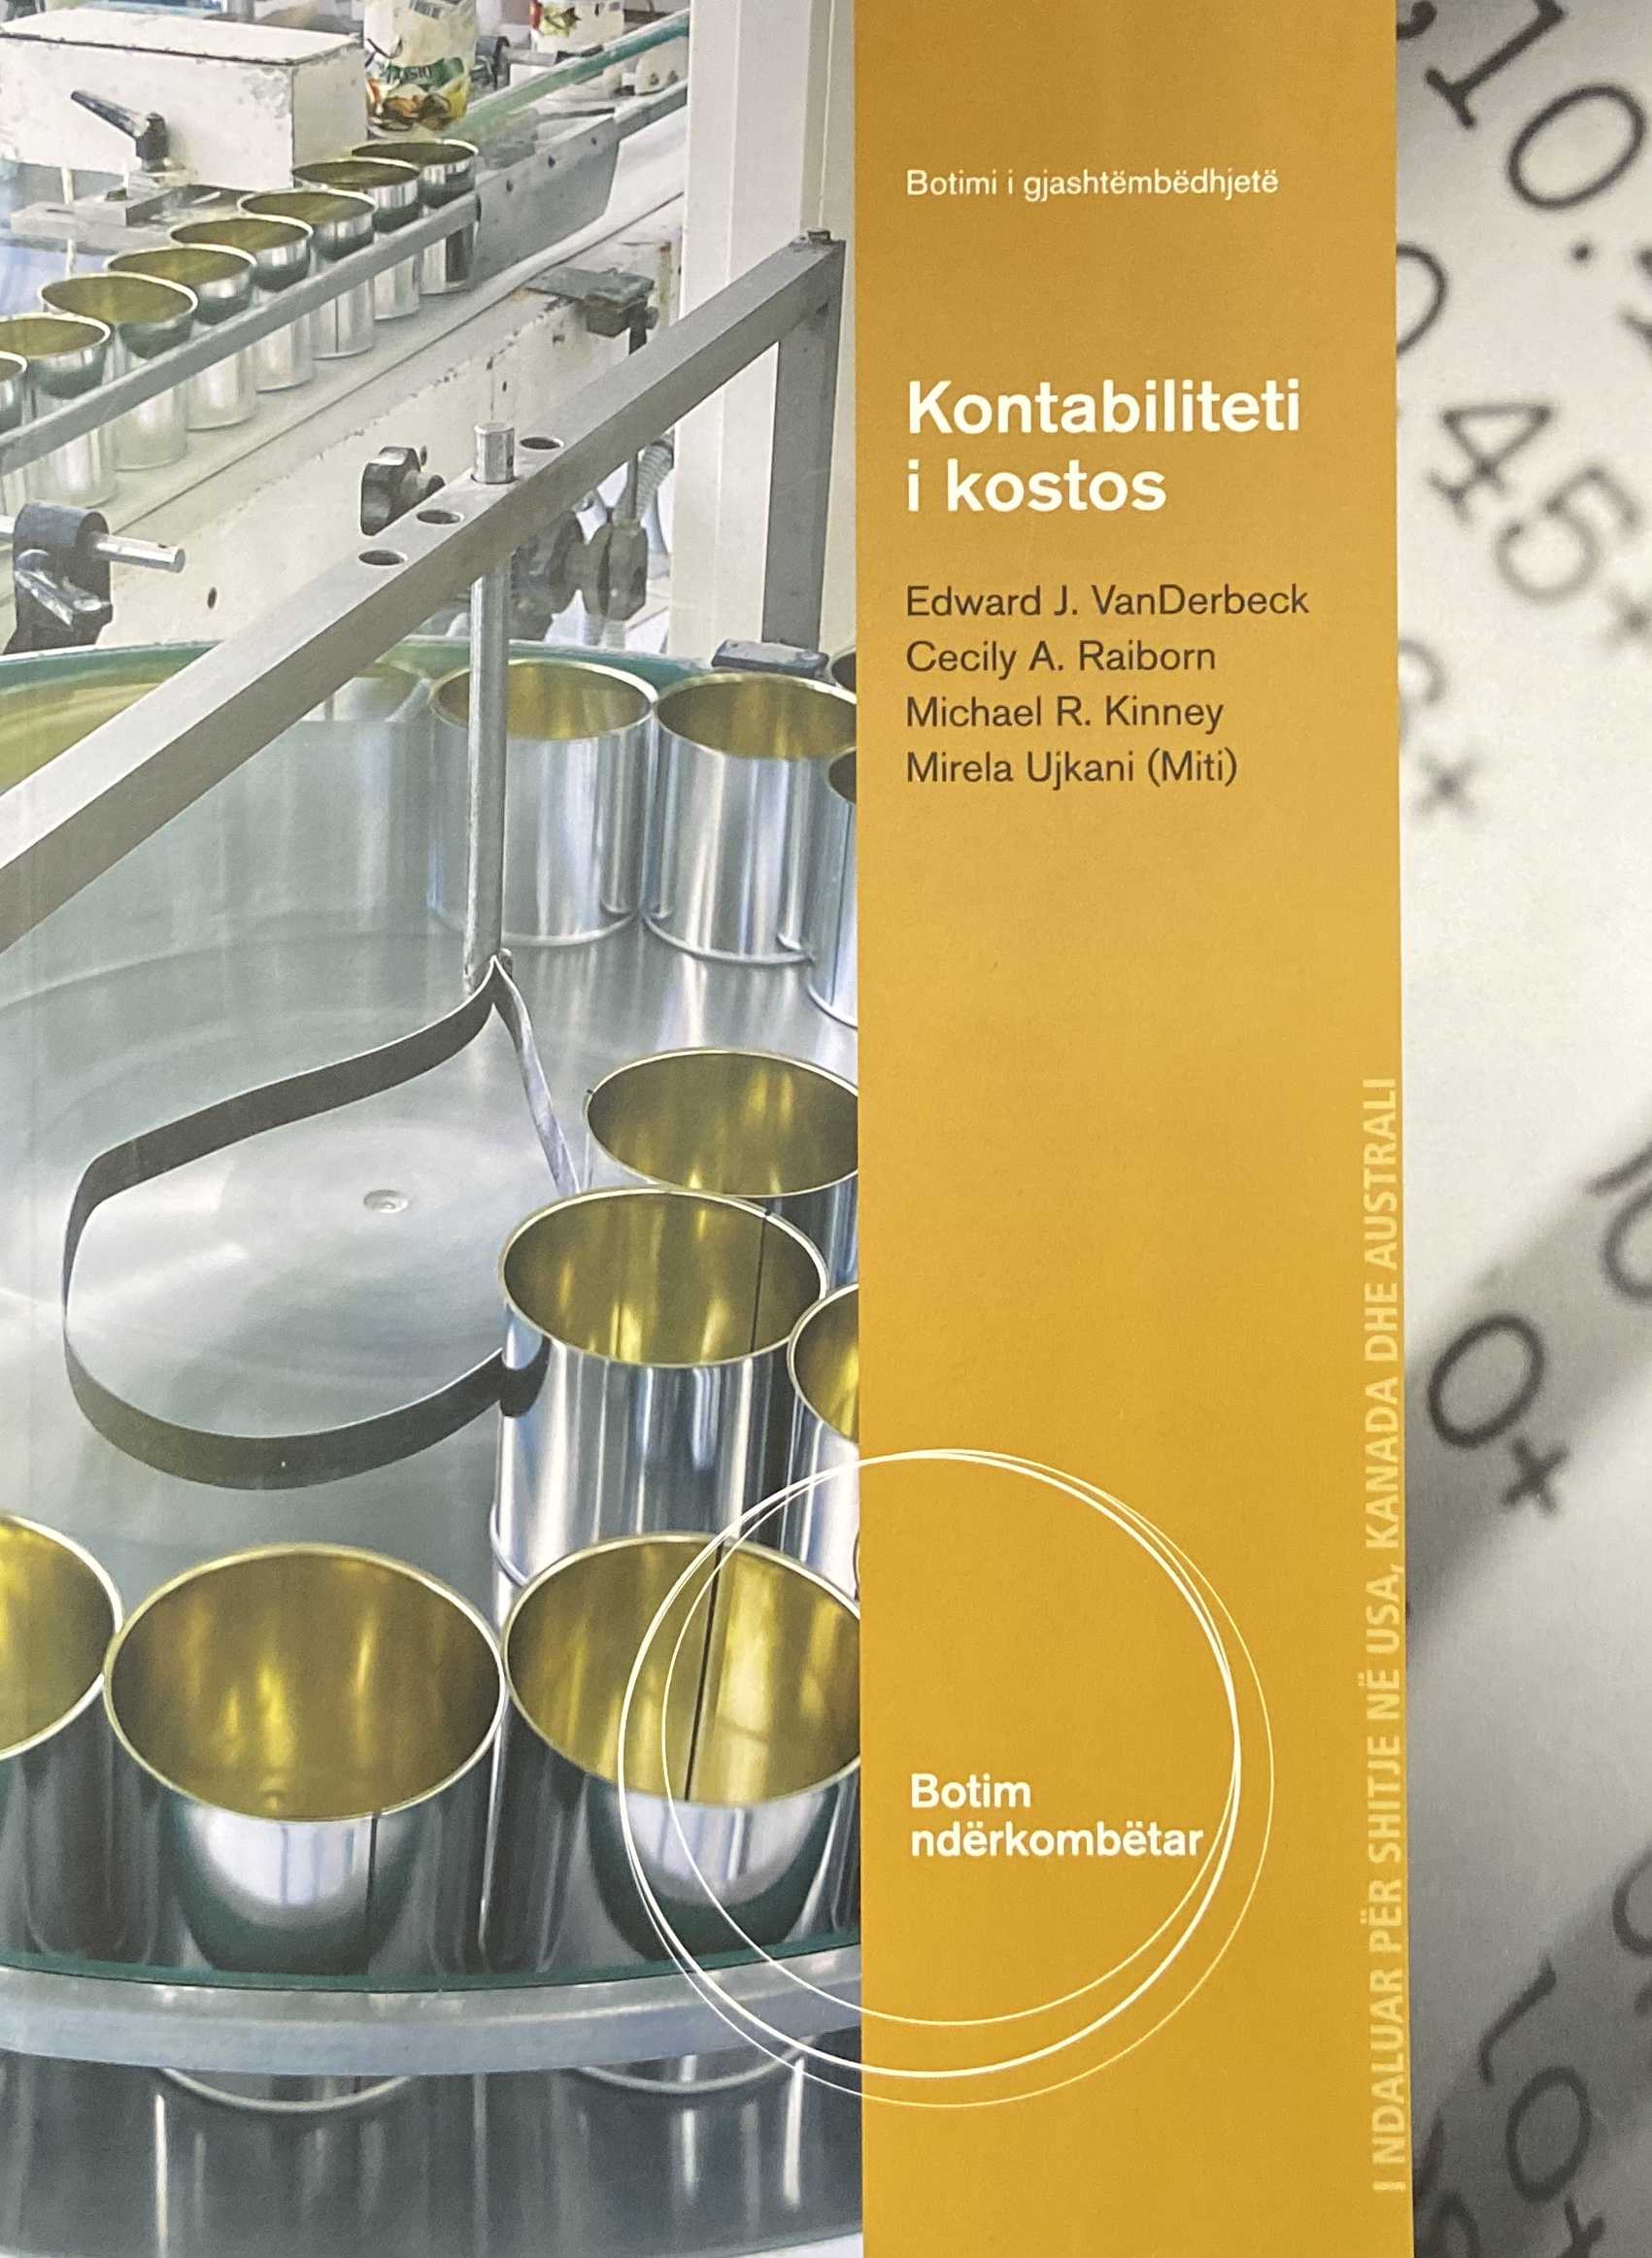 Botimi i gjashtëmbëdhjetë
Kontabiliteti
i kostos
Edward J. VanDerbeck
Cecily A. Raiborn
Michael R. Kinney
Mirela Ujkani (Miti)
I NDALUAR PËR SHITJE NË USA, KANADA DHE AUSTRALI
Botim
ndërkombëtar